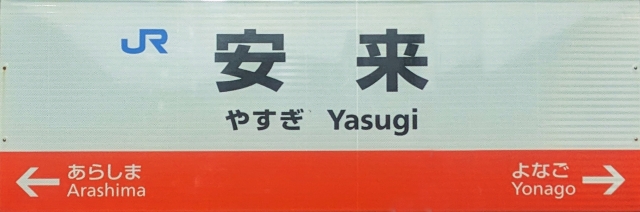 JR 安来
やすぎ Yasugi
← あらしま
Arashima
よなご →
Yonago